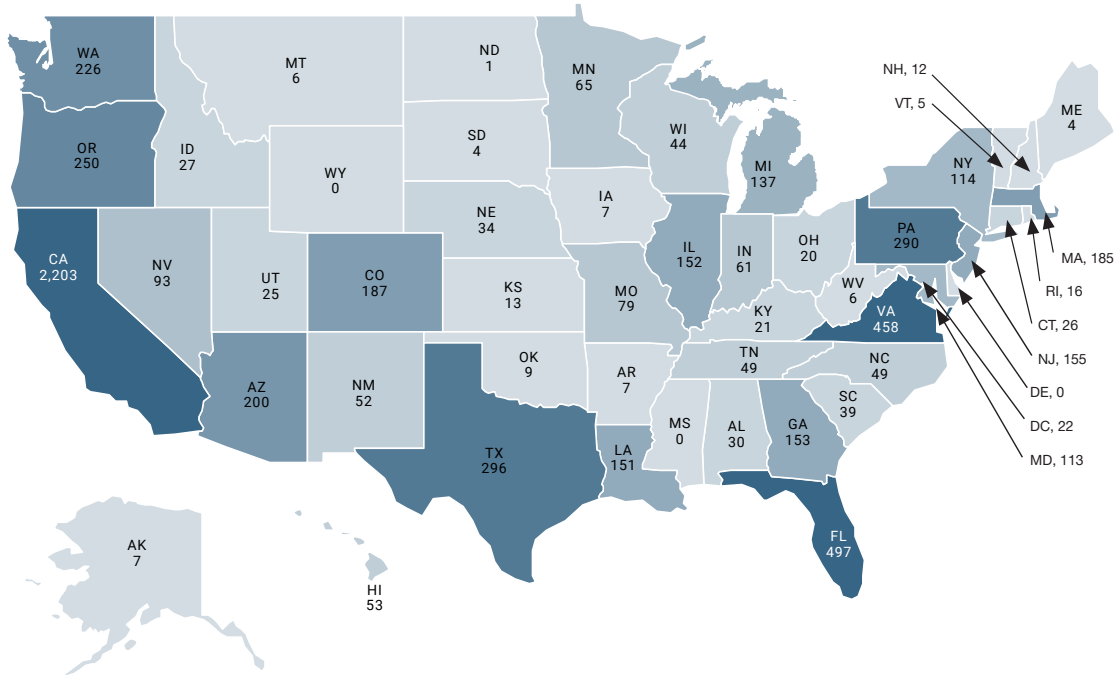 WA
226
MT
6
ND
1
MN
65
NH, 12
VT, 5
ME
4
OR
250
ID
27
SD
4
WI
44
MI
137
NY
114
WY
0
IA
7
NE
34
PA
290
CA
2,203
NV
93
UT
25
CO
187
IL
152
IN
61
OH
20
MA, 185
KS
13
MO
79
WV
6
RI, 16
KY
21
VA
458
CT, 26
AZ
200
NM
52
OK
9
AR
7
TN
49
NC
49
NJ, 155
SC
39
DE, 0
MS
0
AL
30
GA
153
DC, 22
TX
296
LA
151
MD, 113
AK
7
FL
497
HI
53